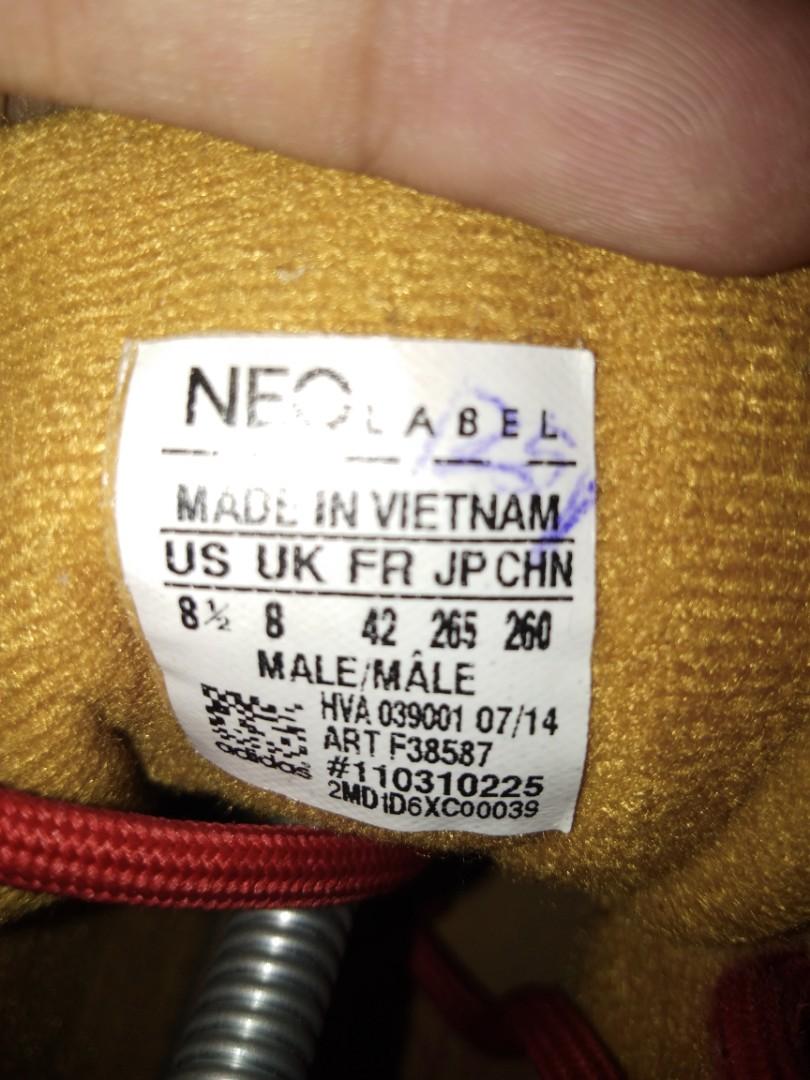 NEO LABEL
MADE IN VIETNAM
US UK FR JP CHN
8½ 8 42 265 260
MALE/MÂLE
HVA 039001 07/14
ART F38587
adidas
#110310225
2MD1D6XC00039